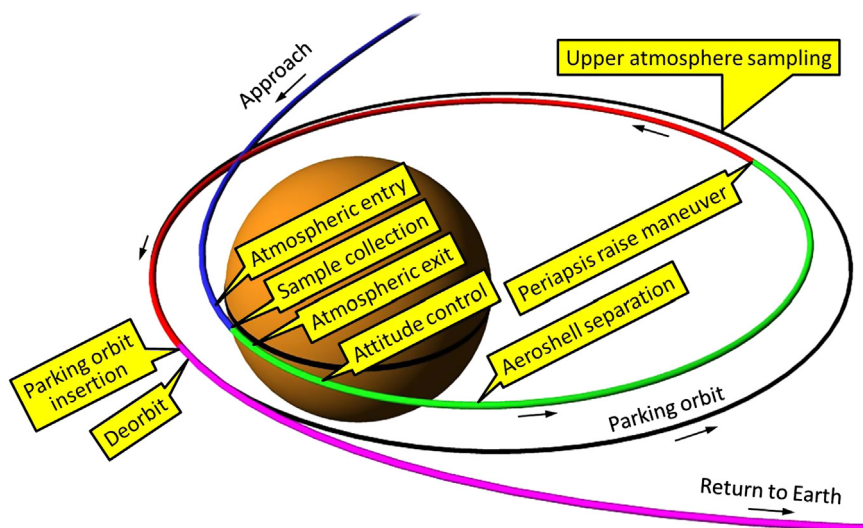 Approach
Upper atmosphere sampling
Atmospheric entry
Sample collection
Atmospheric exit
Attitude control
Periapsis raise maneuver
Aeroshell separation
Parking orbit
insertion
Deorbit
Parking orbit
Return to Earth